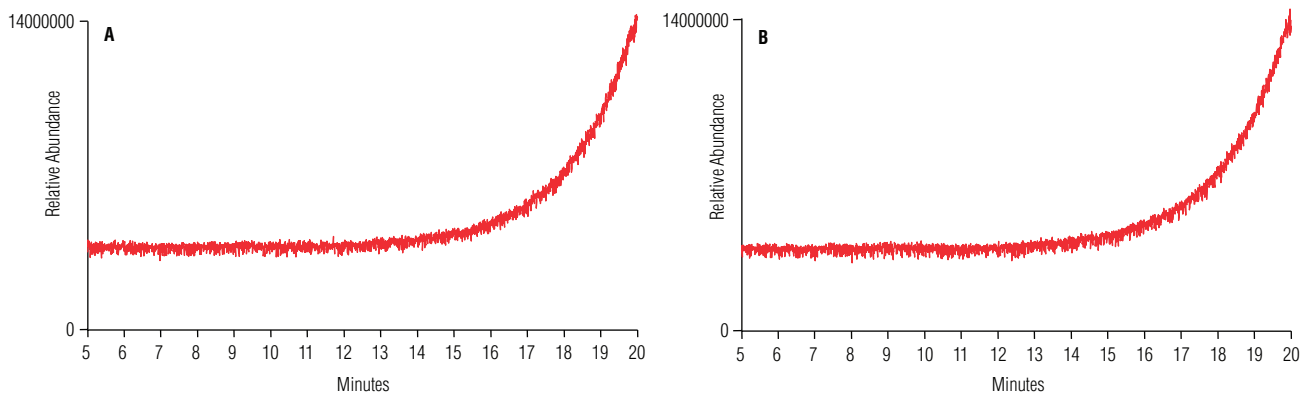 14000000
A
Relative Abundance
0
5 6 7 8 9 10 11 12 13 14 15 16 17 18 19 20
Minutes
14000000
B
Relative Abundance
0
5 6 7 8 9 10 11 12 13 14 15 16 17 18 19 20
Minutes